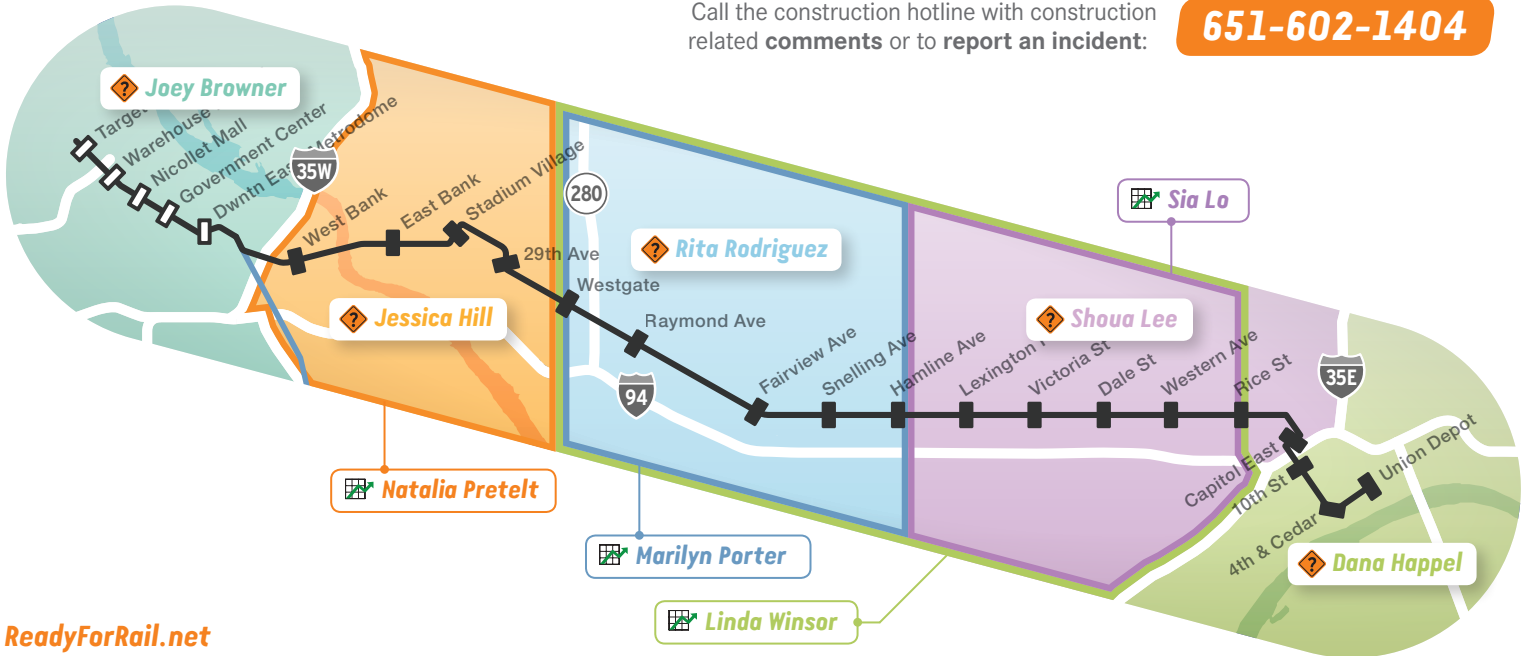 Call the construction hotline with construction
related comments or to report an incident:
651-602-1404
? Joey Browner
Target
Warehouse
Nicollet Mall
Government Center
Dwntn East Metrodome
35W
West Bank
East Bank
Stadium Village
29th Ave
280
Westgate
? Rita Rodriguez
Sia Lo
? Jessica Hill
Raymond Ave
? Shoua Lee
Fairview Ave
Snelling Ave
Hamline Ave
Lexington
Victoria St
Dale St
Western Ave
Rice St
35E
94
Capitol East
10th St
4th & Cedar
Union Depot
Natalia Pretelt
Marilyn Porter
? Dana Happel
Linda Winsor
ReadyForRail.net